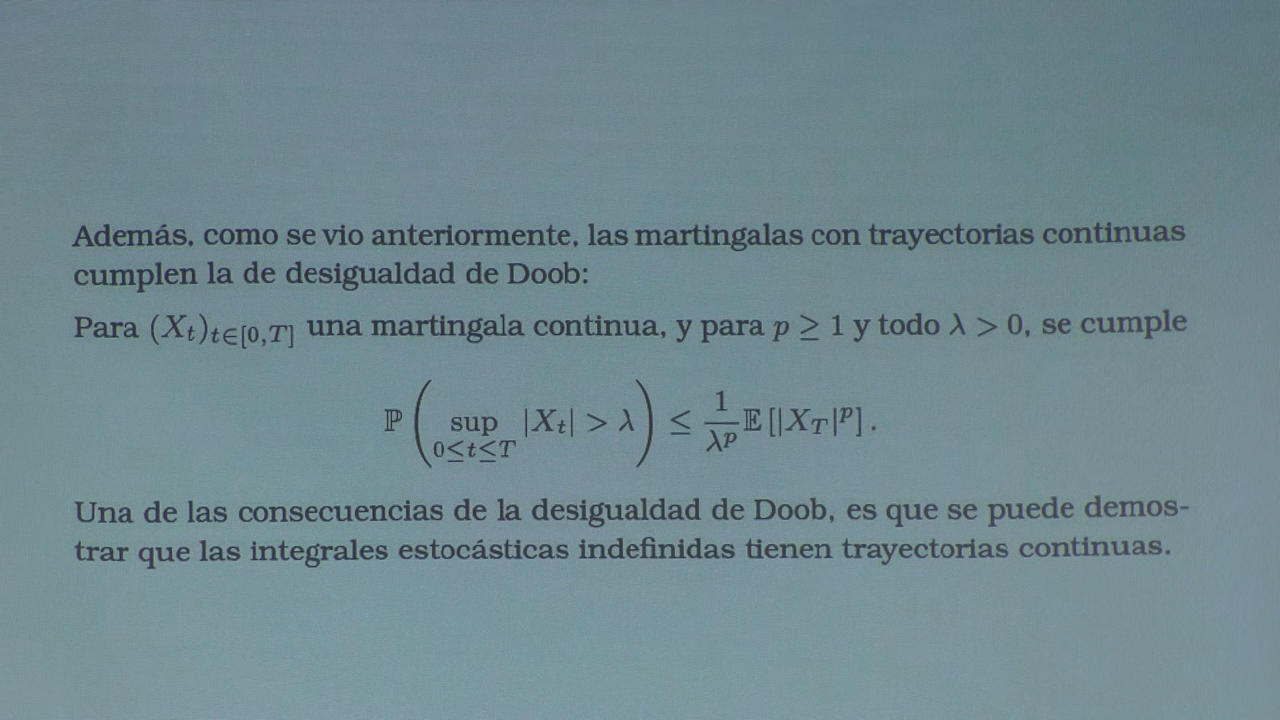 Además, como se vio anteriormente, las martingalas con trayectorias continuas
cumplen la de desigualdad de Doob:
Para $(X_t)_{t\in[0,T]}$ una martingala continua, y para $p \geq 1$ y todo $\lambda > 0$, se cumple
$\mathbb{P}\left(\sup_{0\leq t\leq T} |X_t| > \lambda\right) \leq \frac{1}{\lambda^p}\mathbb{E}\left[|X_T|^p\right].$
Una de las consecuencias de la desigualdad de Doob, es que se puede demos-
trar que las integrales estocásticas indefinidas tienen trayectorias continuas.